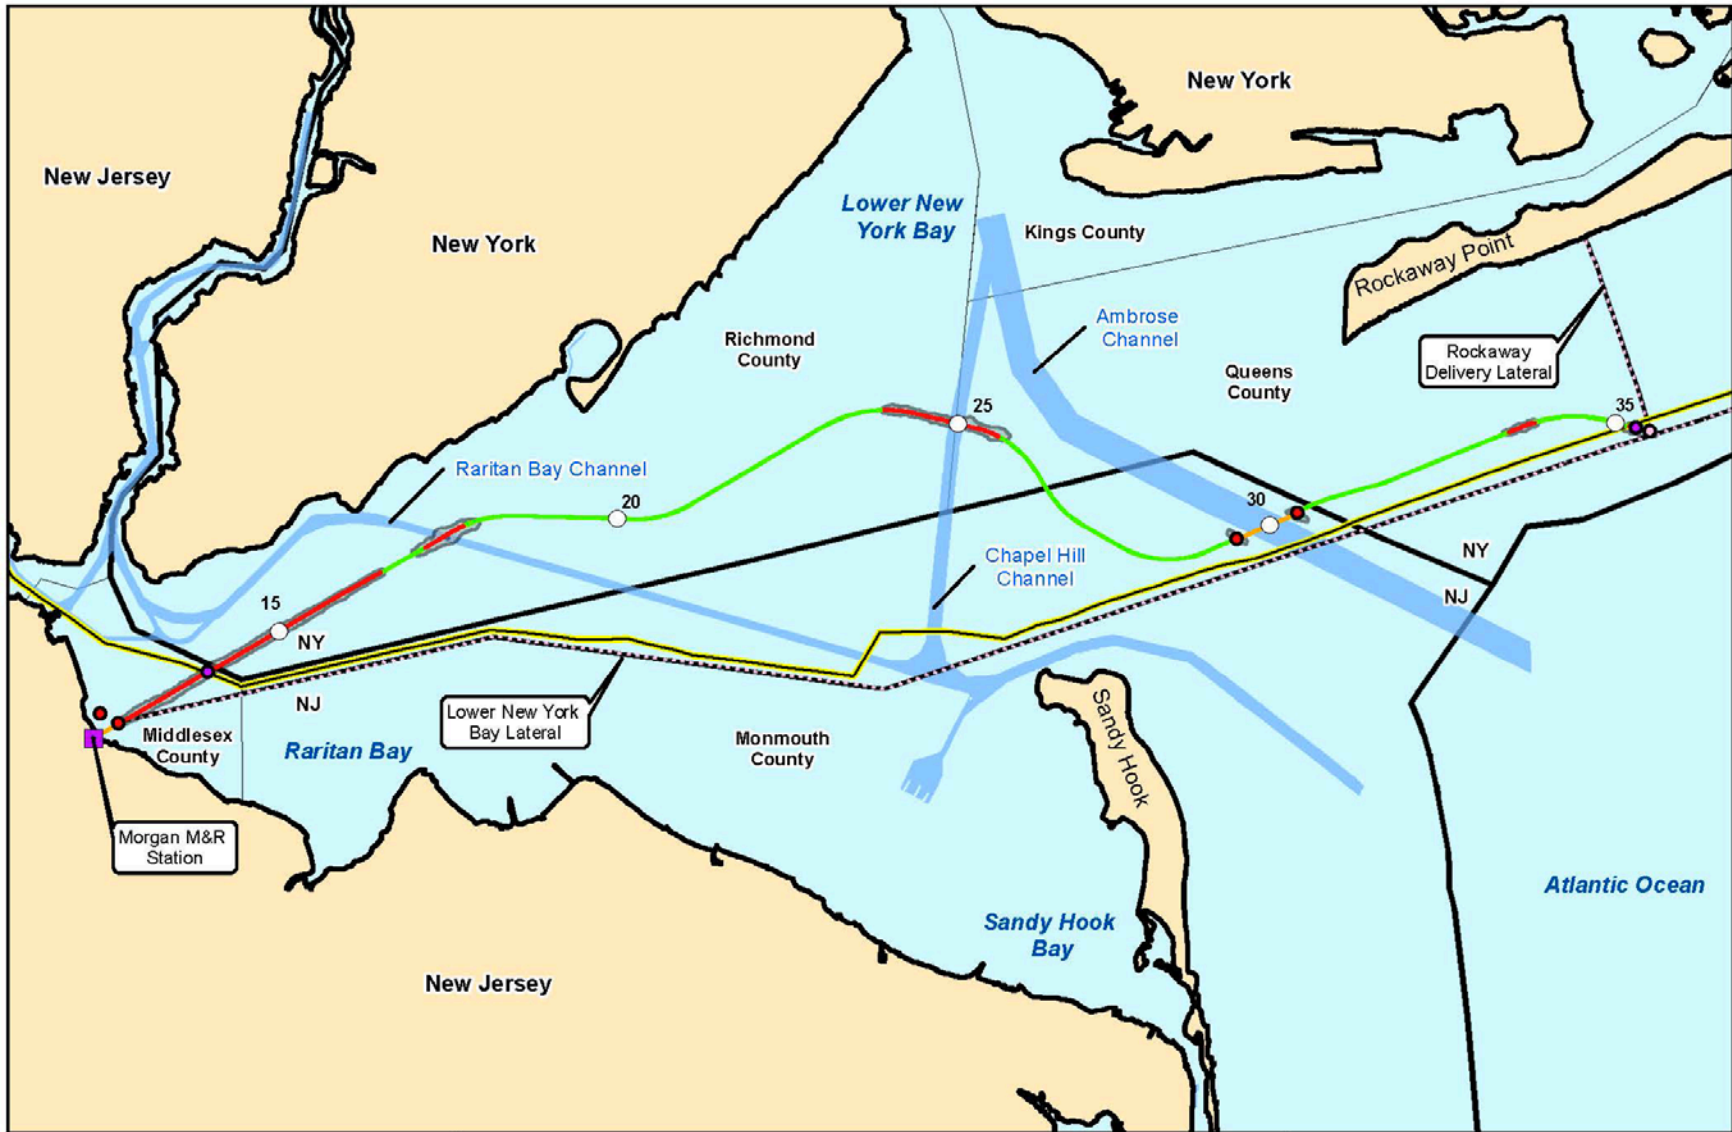 New York
New Jersey
Lower New
York Bay
Kings County
New York
Rockaway Point
Ambrose
Channel
Richmond
County
Rockaway
Delivery Lateral
Queens
County
25
35
Raritan Bay Channel
20
30
Chapel Hill
Channel
NY
NJ
15
NY
NJ
Lower New York
Bay Lateral
Middlesex
County
Raritan Bay
Monmouth
County
Sandy Hook
Morgan M&R
Station
Atlantic Ocean
Sandy Hook
Bay
New Jersey